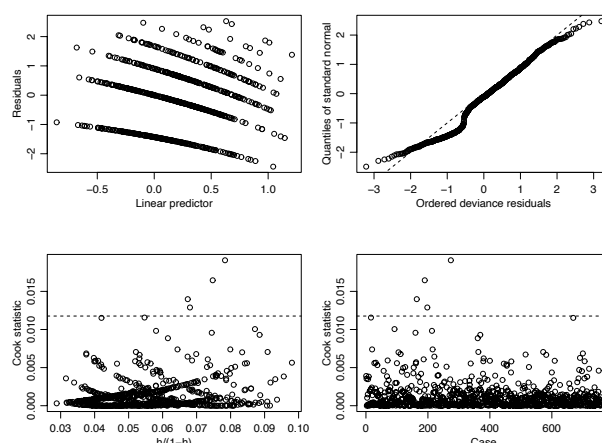 2
1
0
-1
-2
Residuals
-0.5 0.0 0.5 1.0
Linear predictor
2
1
0
-1
-2
Quantiles of standard normal
-3 -2 -1 0 1 2 3
Ordered deviance residuals
0.015
0.010
0.005
0.000
Cook statistic
0.03 0.04 0.05 0.06 0.07 0.08 0.09 0.10
h/(1-h)
0.015
0.010
0.005
0.000
Cook statistic
0 200 400 600
Case